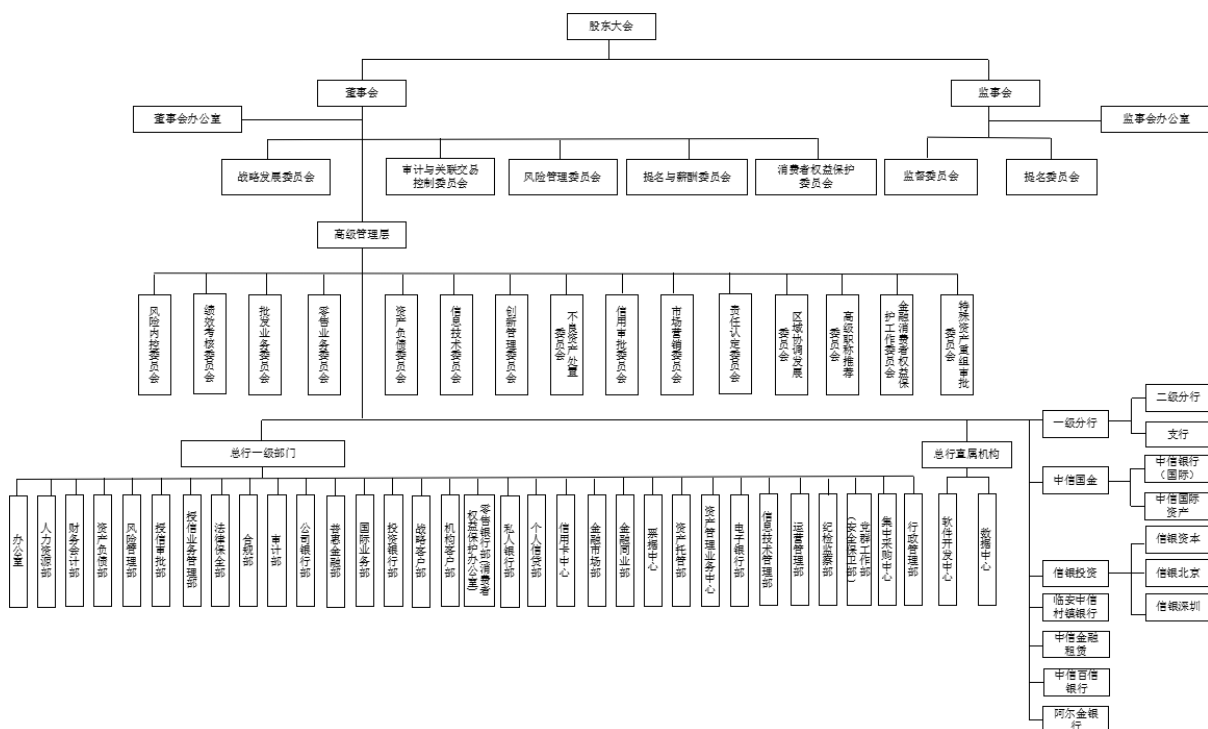 股东大会
董事会
监事会
董事会办公室
监事会办公室
战略发展委员会
审计与关联交易
控制委员会
风险管理委员会
提名与薪酬委员会
消费者权益保护
委员会
监督委员会
提名委员会
高级管理层
风险内控委员会
绩效考核委员会
批发业务委员会
零售业务委员会
资产负债委员会
信息技术委员会
创新管理委员会
不良资产处置
委员会
信用审批委员会
市场营销委员会
责任认定委员会
区域协调发展
委员会
高级职称推荐
委员会
金融消费者权益保
护工作委员会
特殊资产重组审批
委员会
总行一级部门
总行直属机构
办公室
人力资源部
财务会计部
资产负债部
风险管理部
授信审批部
授信业务管理部
法律保全部
合规部
审计部
公司银行部
普惠金融部
国际业务部
投资银行部
战略客户部
机构客户部
零售银行部(消费者
权益保护办公室)
私人银行部
个人信贷部
信用卡中心
金融市场部
金融同业部
票据中心
资产托管部
资产管理业务中心
电子银行部
信息技术管理部
运营管理部
纪检监察部
党群工作部
(安全保卫部)
集中采购中心
行政管理部
软件开发中心
数据中心
一级分行
二级分行
支行
中信国金
中信银行
(国际)
中信国际
资产
信银投资
信银资本
信银北京
信银深圳
临安中信
村镇银行
中信金融
租赁
中信百信
银行
阿尔金银
行